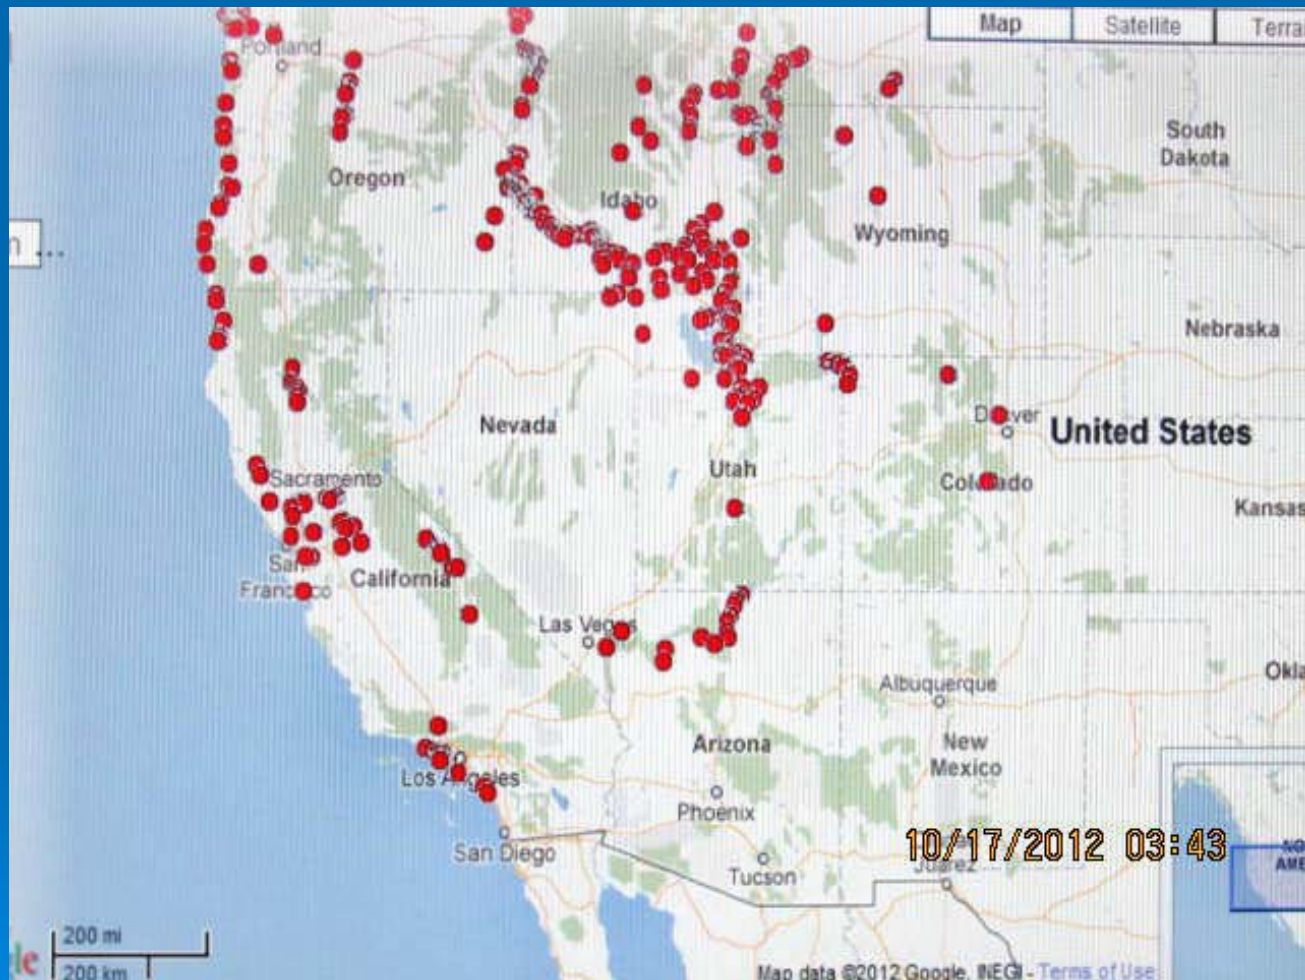 Map
Satellite
Portland
South
Dakota
Oregon
Idaho
Wyoming
...
Nebraska
Nevada
Denver
United States
Utah
Sacramento
Colorado
Kansas
San
Francisco
California
Las Vegas
Albuquerque
Arizona
New
Mexico
Los Angeles
Phoenix
10/17/2012 03:43
San Diego
Tucson
Juarez
200 mi
200 km
Map data ©2012 Google, INEGI - Terms of Use